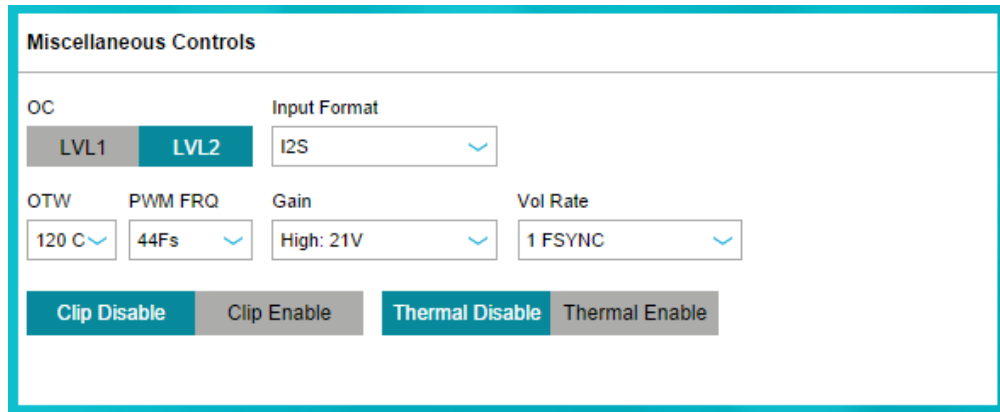 Miscellaneous Controls
OC Input Format
LVL1 LVL2 I2S
OTW PWM FRQ Gain Vol Rate
120 C 44Fs High: 21V 1 FSYNC
Clip Disable Clip Enable Thermal Disable Thermal Enable